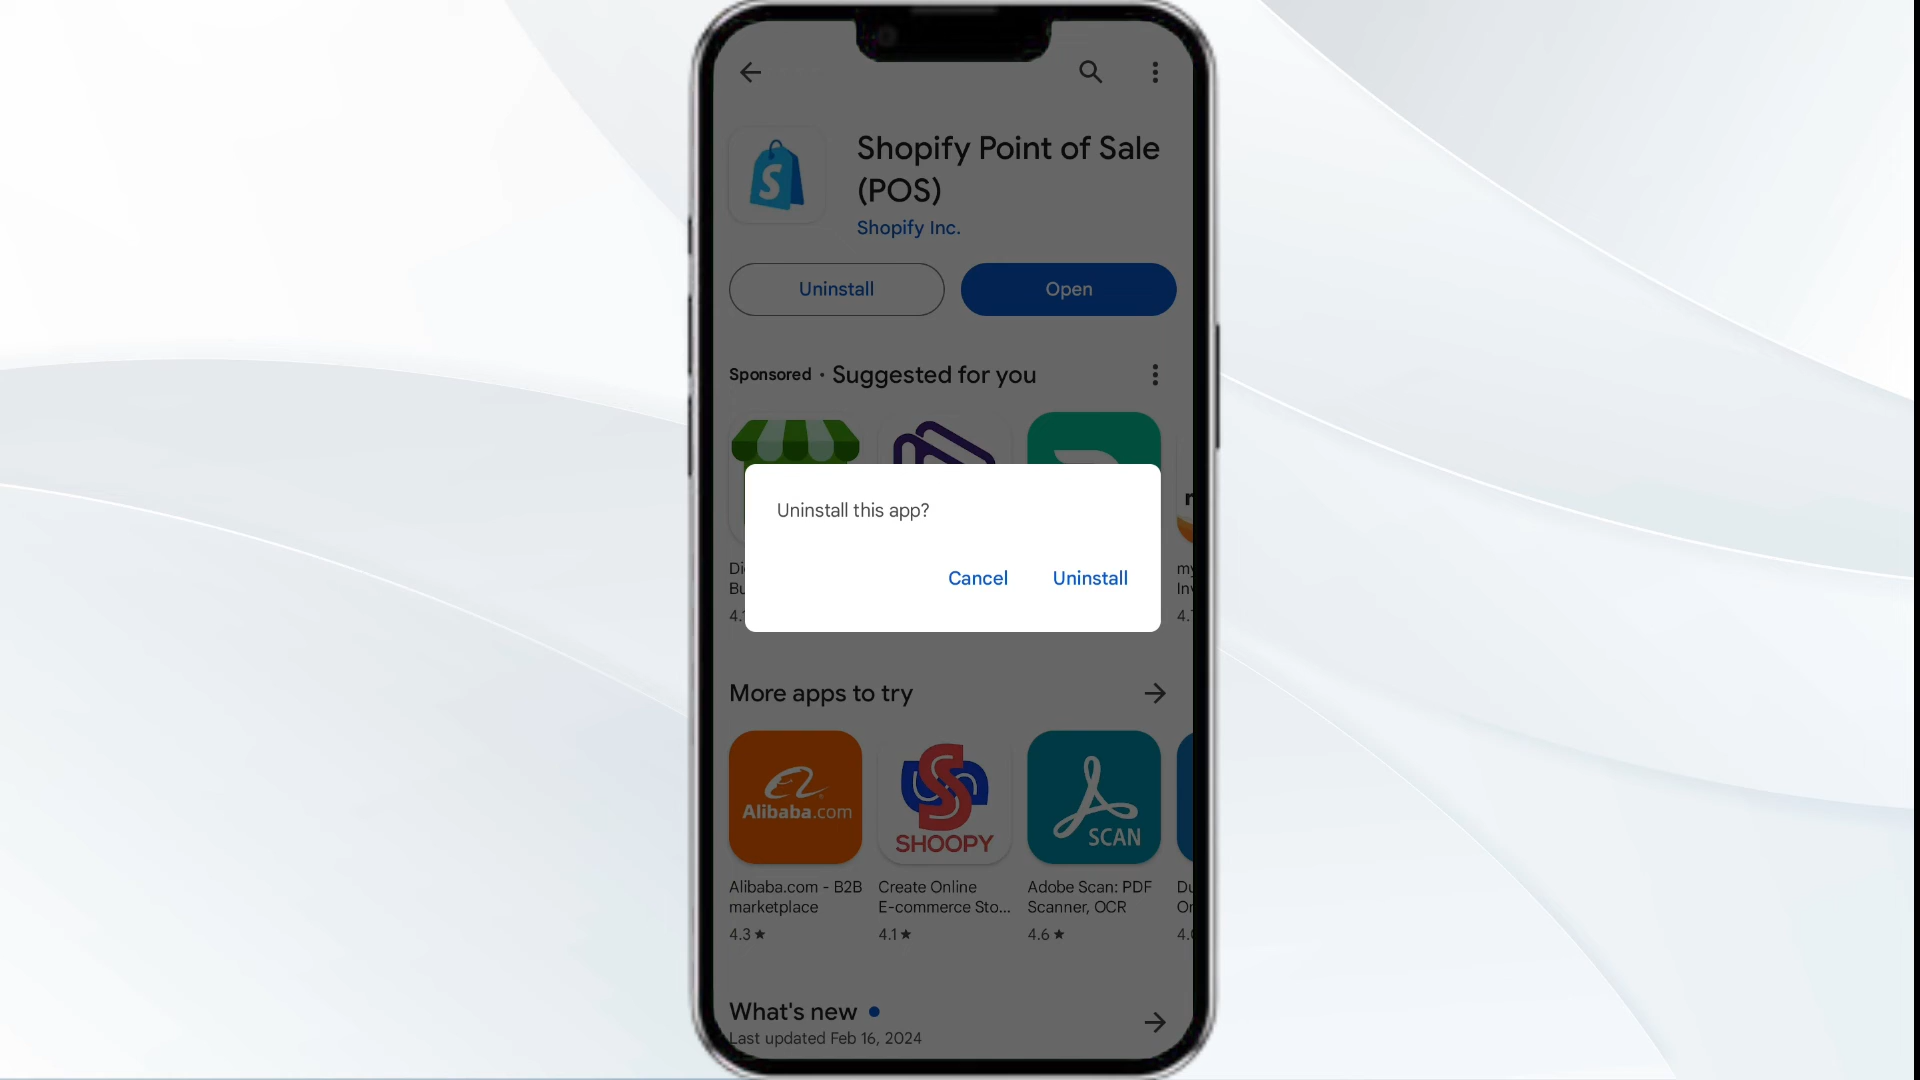 Shopify Point of Sale
(POS)
Shopify Inc.
Uninstall
Open
Sponsored • Suggested for you
Uninstall this app?
Cancel
Uninstall
More apps to try
Alibaba.com
SHOOPY
SCAN
Alibaba.com - B2B
marketplace
4.3 ★
Create Online
E-commerce Sto...
4.1 ★
Adobe Scan: PDF
Scanner, OCR
4.6 ★
What's new
Last updated Feb 16, 2024